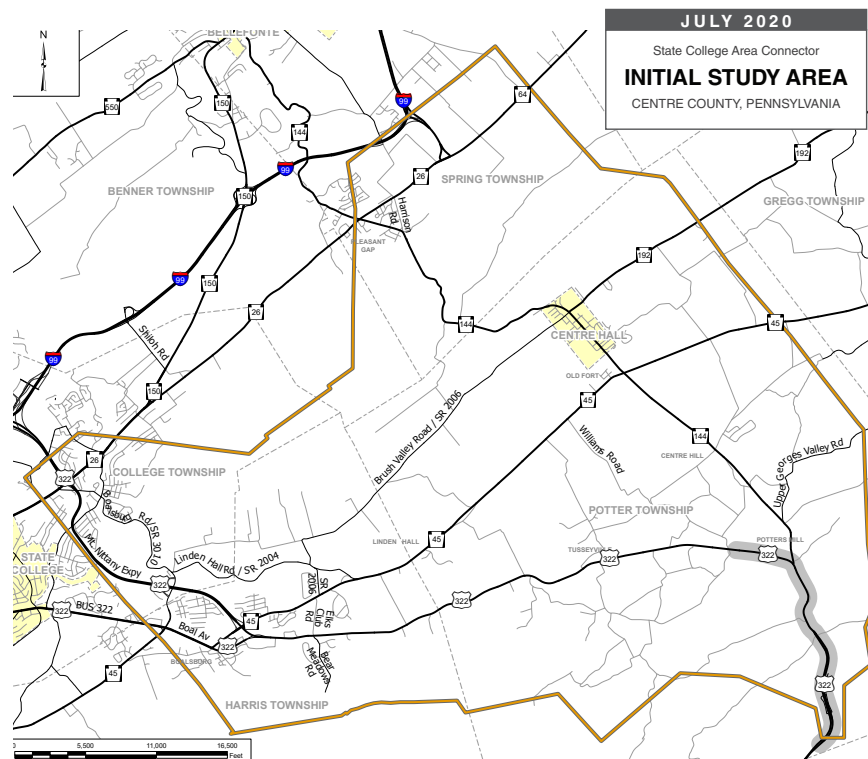 JULY 2020
State College Area Connector
INITIAL STUDY AREA
CENTRE COUNTY, PENNSYLVANIA
N
BELLEFONTE
99
550
150
64
144
192
BENNER TOWNSHIP
99
26
SPRING TOWNSHIP
150
GREGG TOWNSHIP
Harrison Rd
PLEASANT GAP
192
99
150
26
144
45
Shiloh Rd
CENTRE HALL
OLD FORT
99
150
45
Brush Valley Road / SR 2006
Williams Road
144
CENTRE HILL
Upper Georges Valley Rd
26
322
COLLEGE TOWNSHIP
Rd/SR 3010
POTTER TOWNSHIP
Mt. Nittany Expy
LINDEN HALL
45
TUSSEYVILLE
322
POTTERS MILL
322
STATE COLLEGE
Linden Hall Rd / SR 2004
322
SR 2006
322
BUS 322
322
Boal Av
45
Elks Club Rd
322
BOALSBURG
Bear Meadows Rd
45
322
HARRIS TOWNSHIP
0 5,500 11,000 16,500
Feet